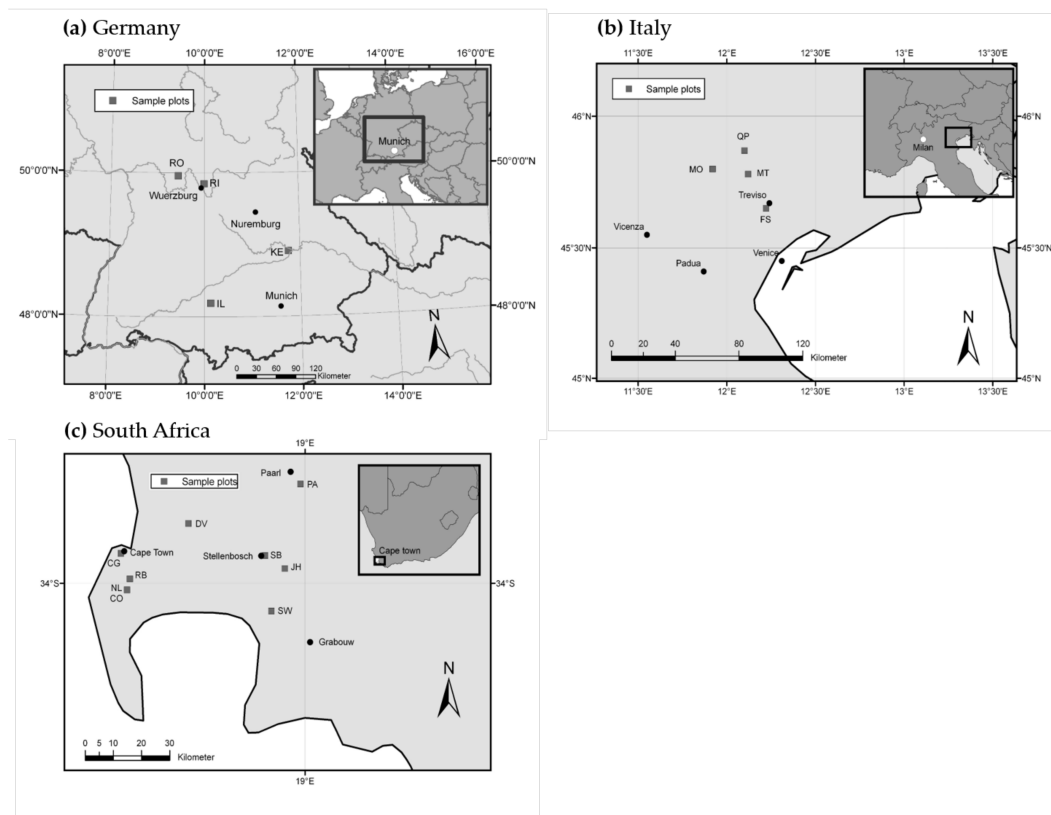 (a) Germany
8°0'0"E 10°0'0"E 12°0'0"E 14°0'0"E 16°0'0"E
Sample plots
Munich
RO
50°0'0"N
50°0'0"N
RI
Wuerzburg
Nuremburg
KE
Munich
IL
48°0'0"N
48°0'0"N
N
0 30 60 90 120
Kilometer
8°0'0"E 10°0'0"E 12°0'0"E 14°0'0"E
(b) Italy
11°30'E 12°E 12°30'E 13°E 13°30'E
Sample plots
46°N
46°N
Milan
QP
MO
MT
Treviso
FS
Vicenza
45°30'N
45°30'N
Venice
Padua
N
0 20 40 80 120
Kilometer
45°N
45°N
11°30'E 12°E 12°30'E 13°E 13°30'E
(c) South Africa
19°E
Sample plots
Paarl
PA
DV
Cape town
Cape Town
CG
Stellenbosch
SB
JH
RB
34°S
34°S
NL
CO
SW
Grabouw
N
0 5 10 20 30
Kilometer
19°E